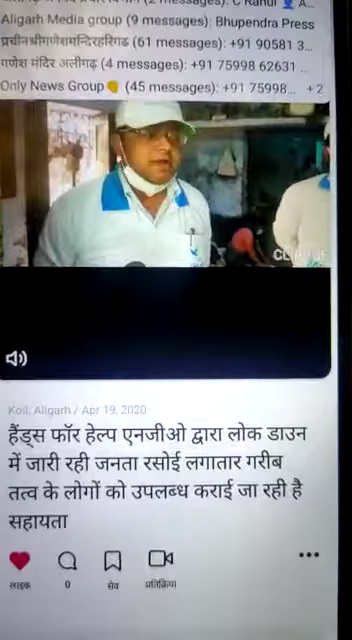 Aligarh Media group (9 messages): Bhupendra Press
प्रचीनश्रीगणेशमन्दिरहरिगढ (61 messages): +91 90581 3...
गणेश मंदिर अलीगढ़ (4 messages): +91 75998 62631 ...
Only News Group 👏 (45 messages): +91 75998... +2
Koil, Aligarh / Apr 19, 2020
हैंड्स फॉर हेल्प एनजीओ द्वारा लोक डाउन
में जारी रही जनता रसोई लगातार गरीब
तत्व के लोगों को उपलब्ध कराई जा रही है
सहायता
लाइक 0 सेव प्रतिक्रिया